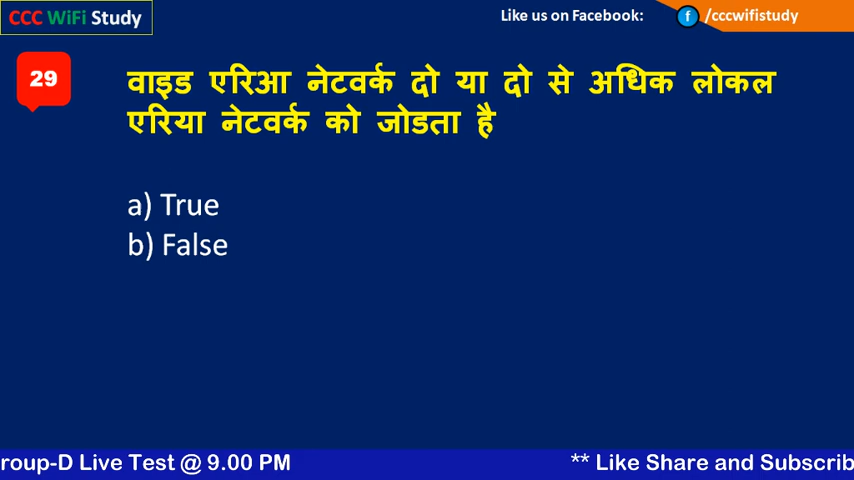 CCC WiFi Study
Like us on Facebook: f /cccwifistudy
29
वाइड एरिआ नेटवर्क दो या दो से अधिक लोकल
एरिया नेटवर्क को जोडता है
a) True
b) False
roup-D Live Test @ 9.00 PM ** Like Share and Subscrib